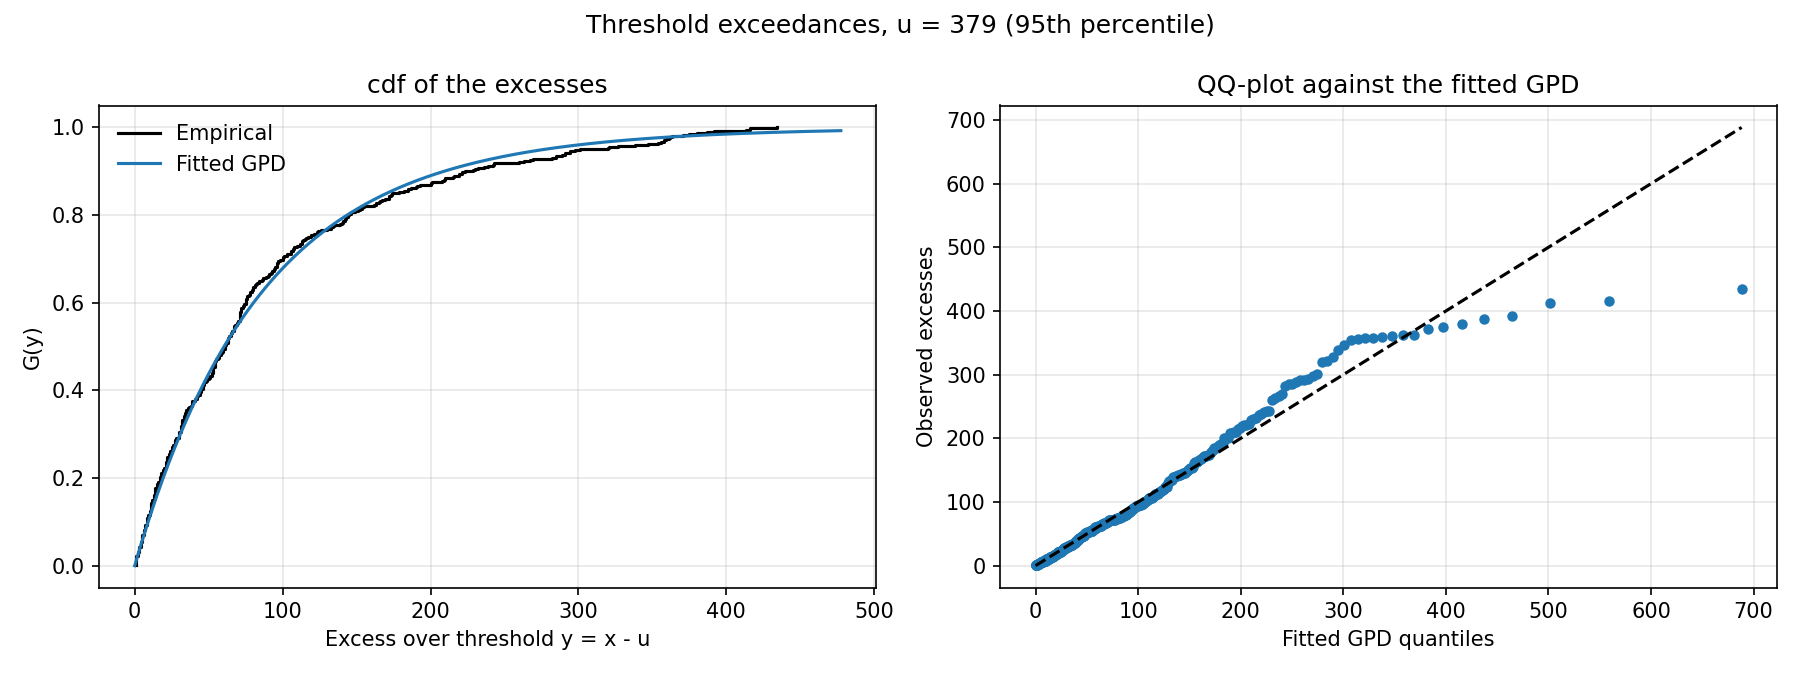 Threshold exceedances, u = 379 (95th percentile)
cdf of the excesses
1.0
0.8
0.6
0.4
0.2
0.0
G(y)
Empirical
Fitted GPD
0 100 200 300 400 500
Excess over threshold y = x - u
QQ-plot against the fitted GPD
700
600
500
400
300
200
100
0
Observed excesses
0 100 200 300 400 500 600 700
Fitted GPD quantiles